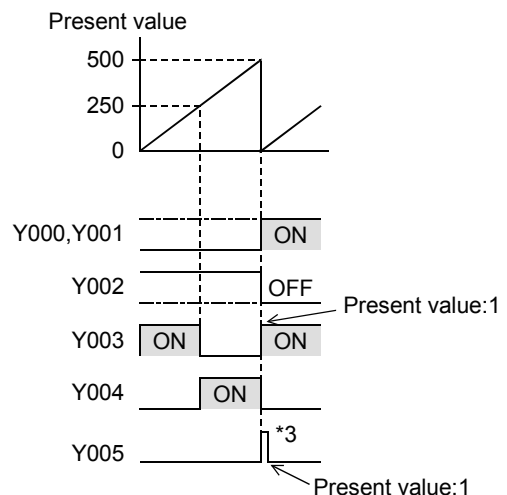 Present value
500
250
0
Y000,Y001
ON
Y002
OFF
Present value:1
Y003
ON
ON
Y004
ON
Y005
*3
Present value:1